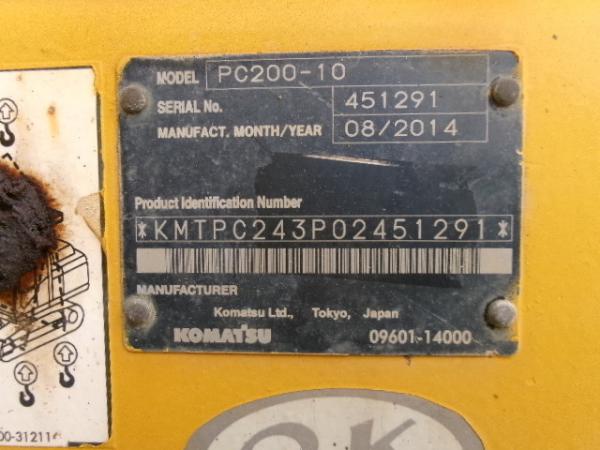 MODEL PC200-10
SERIAL No. 451291
MANUFACT. MONTH/YEAR 08/2014
Product Identification Number
*KMTPC243P02451291*
MANUFACTURER
Komatsu Ltd., Tokyo, Japan
KOMATSU 09601-14000
OK